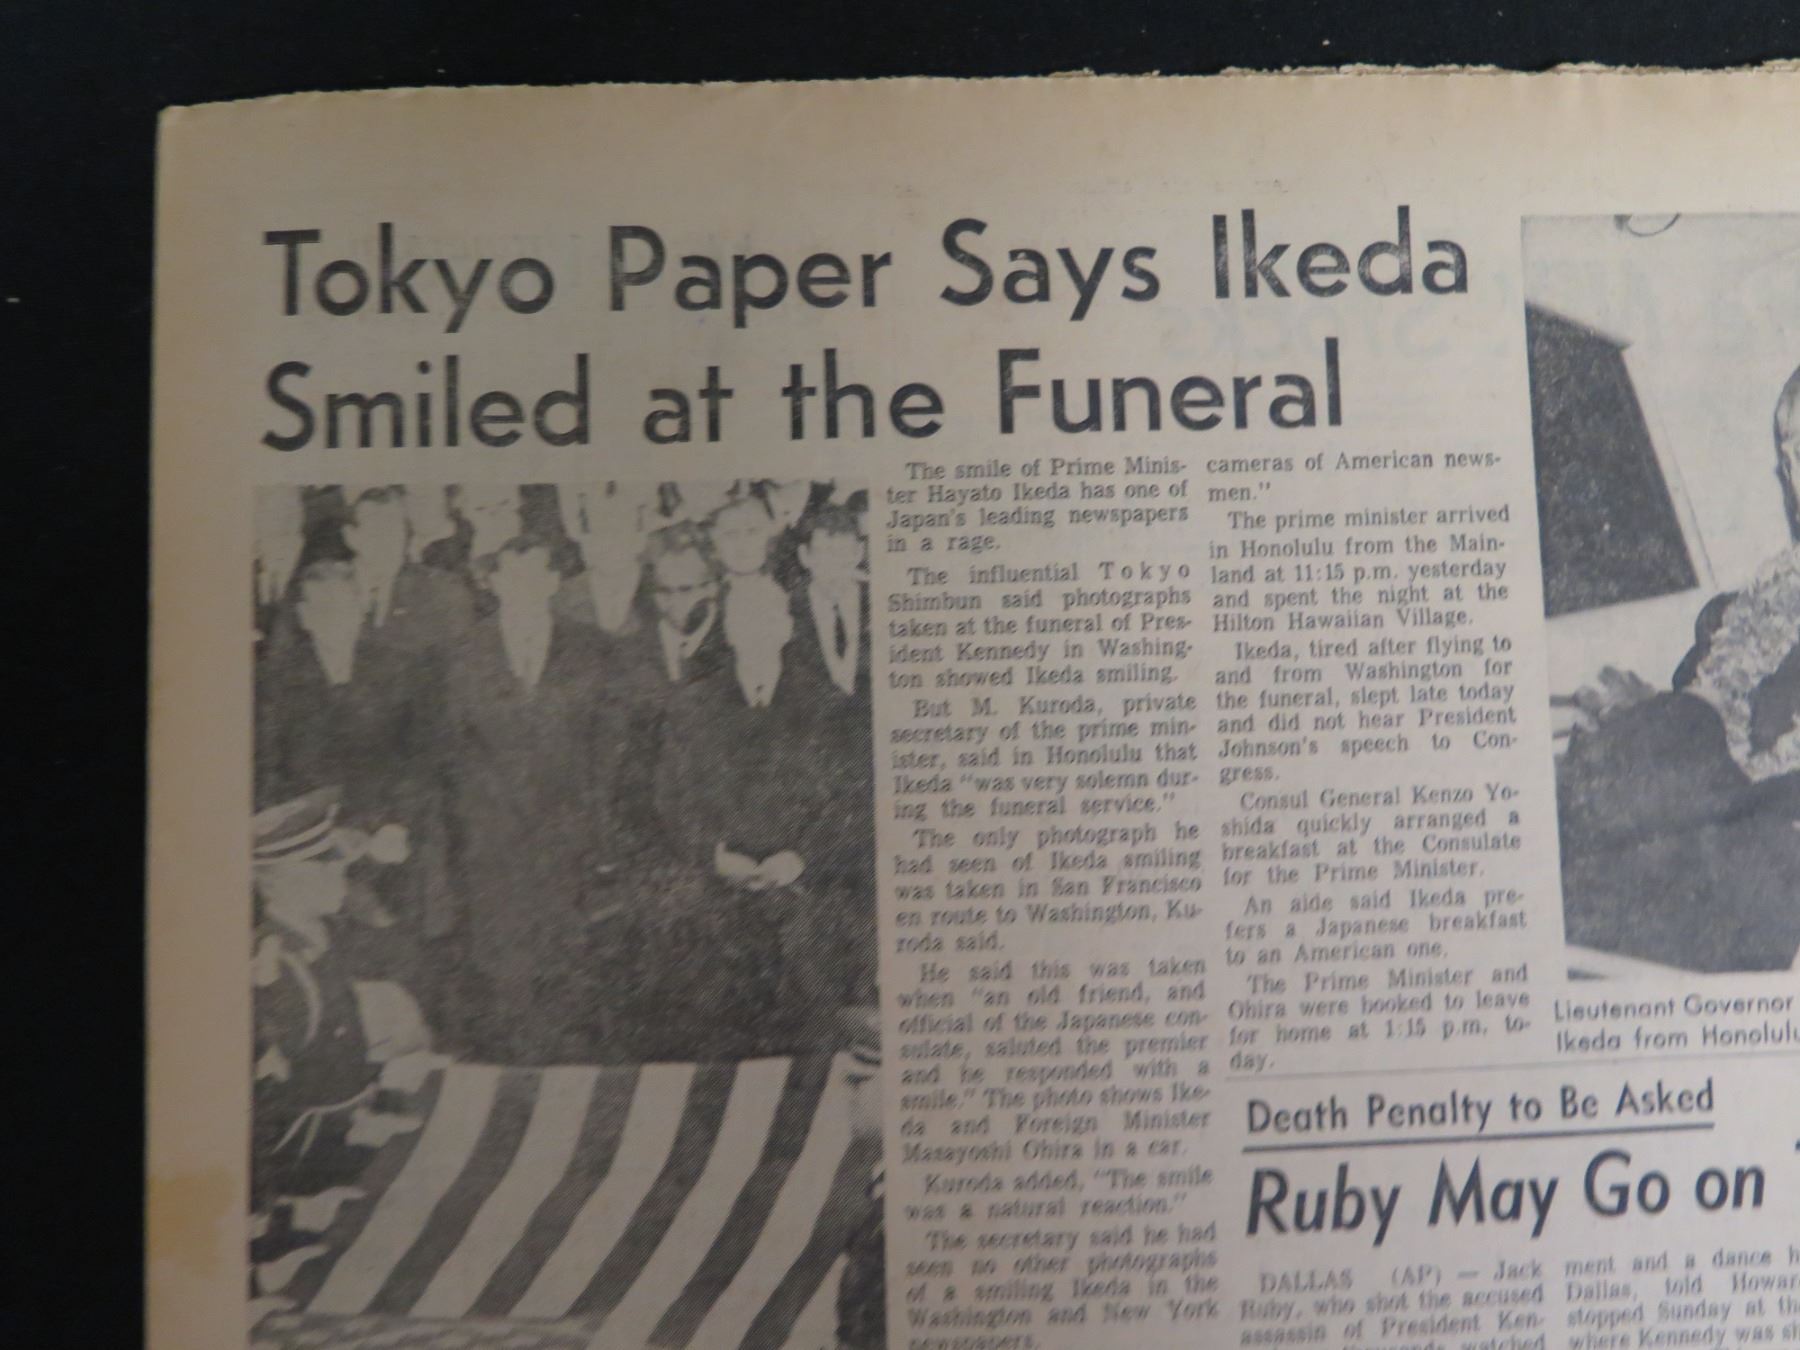 Tokyo Paper Says Ikeda
Smiled at the Funeral
The smile of Prime Minis-
ter Hayato Ikeda has one of
Japan's leading newspapers
in a rage.
The influential Tokyo
Shimbun said photographs
taken at the funeral of Pres-
ident Kennedy in Washing-
ton showed Ikeda smiling.
But M. Kuroda, private
secretary of the prime min-
ister, said in Honolulu that
Ikeda "was very solemn dur-
ing the funeral service."
The only photograph he
had seen of Ikeda smiling
was taken in San Francisco
en route to Washington, Ku-
roda said.
He said this was taken
when "an old friend, and
official of the Japanese con-
sulate, saluted the premier
and he responded with a
smile." The photo shows Ike-
da and Foreign Minister
Masayoshi Ohira in a car.
Kuroda added, "The smile
was a natural reaction."
The secretary said he had
seen no other photographs
of a smiling Ikeda in the
Washington and New York
newspapers.
cameras of American news-
men."
The prime minister arrived
in Honolulu from the Main-
land at 11:15 p.m. yesterday
and spent the night at the
Hilton Hawaiian Village.
Ikeda, tired after flying to
and from Washington for
the funeral, slept late today
and did not hear President
Johnson's speech to Con-
gress.
Consul General Kenzo Yo-
shida quickly arranged a
breakfast at the Consulate
for the Prime Minister.
An aide said Ikeda pre-
fers a Japanese breakfast
to an American one.
The Prime Minister and
Ohira were booked to leave
for home at 1:15 p.m. to-
day.
Lieutenant Governor
Ikeda from Honolulu
Death Penalty to Be Asked
Ruby May Go on
DALLAS (AP) — Jack
Ruby, who shot the accused
assassin of President Ken-
watched
ment and a dance
Dallas, told
stopped Sunday at
where Kennedy was